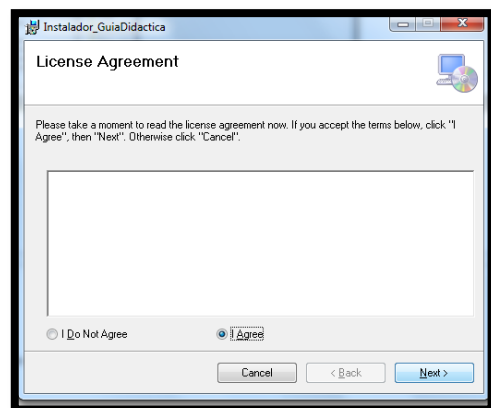 Instalador_GuiaDidactica
License Agreement
Please take a moment to read the license agreement now. If you accept the terms below, click "I
Agree", then "Next". Otherwise click "Cancel".
I Do Not Agree
I Agree
Cancel
< Back
Next >